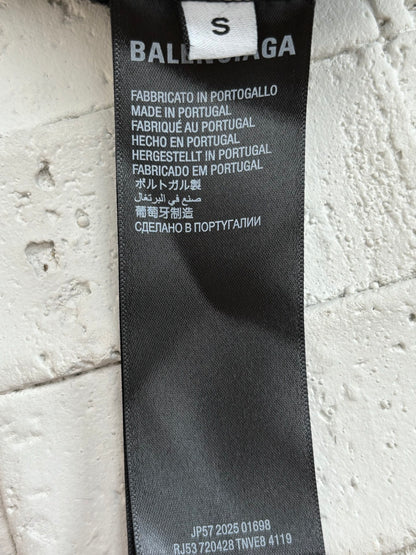 S
BALENCIAGA
FABBRICATO IN PORTOGALLO
MADE IN PORTUGAL
FABRIQUÉ AU PORTUGAL
HECHO EN PORTUGAL
HERGESTELLT IN PORTUGAL
FABRICADO EM PORTUGAL
ポルトガル製
صنع في البرتغال
葡萄牙制造
СДЕЛАНО В ПОРТУГАЛИИ
JP57 2025 01698
RJ53 720428 TNVE8 4119